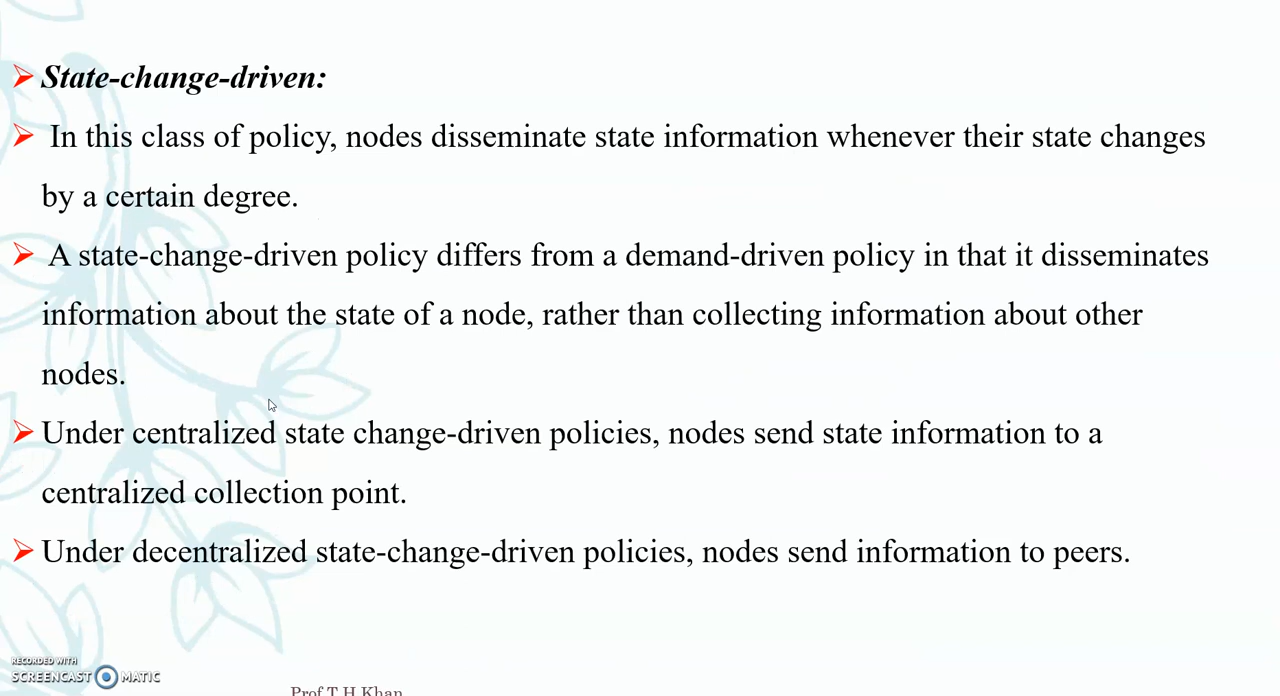 State-change-driven:
In this class of policy, nodes disseminate state information whenever their state changes
by a certain degree.
A state-change-driven policy differs from a demand-driven policy in that it disseminates
information about the state of a node, rather than collecting information about other
nodes.
Under centralized state change-driven policies, nodes send state information to a
centralized collection point.
Under decentralized state-change-driven policies, nodes send information to peers.
RECORDED WITH
SCREENCAST MATIC
Prof T H Khan